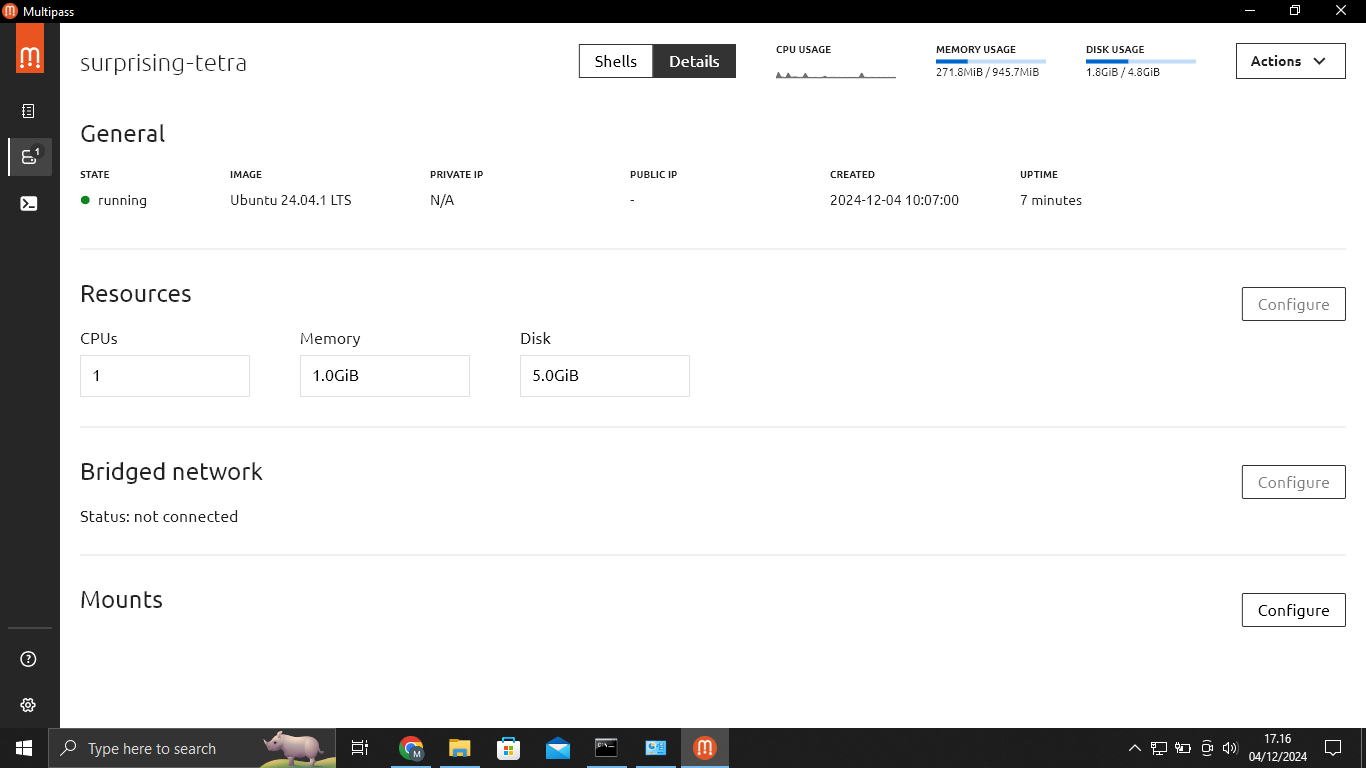 Multipass
surprising-tetra
Shells
Details
CPU USAGE
MEMORY USAGE
271.8MiB / 945.7MiB
DISK USAGE
1.8GiB / 4.8GiB
Actions
1
General
STATE
IMAGE
PRIVATE IP
PUBLIC IP
CREATED
UPTIME
running
Ubuntu 24.04.1 LTS
N/A
-
2024-12-04 10:07:00
7 minutes
Resources
Configure
CPUs
Memory
Disk
1
1.0GiB
5.0GiB
Bridged network
Configure
Status: not connected
Mounts
Configure
Type here to search
17.16
04/12/2024